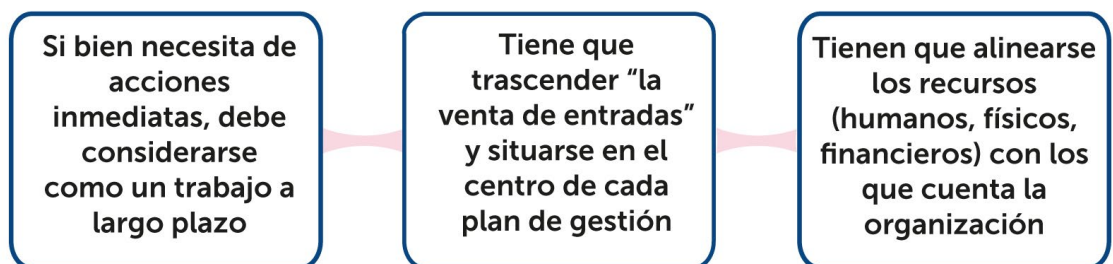 Si bien necesita de
acciones
inmediatas, debe
considerarse
como un trabajo a
largo plazo
Tiene que
trascender “la
venta de entradas”
y situarse en el
centro de cada
plan de gestión
Tienen que alinearse
los recursos
(humanos, físicos,
financieros) con los
que cuenta la
organización